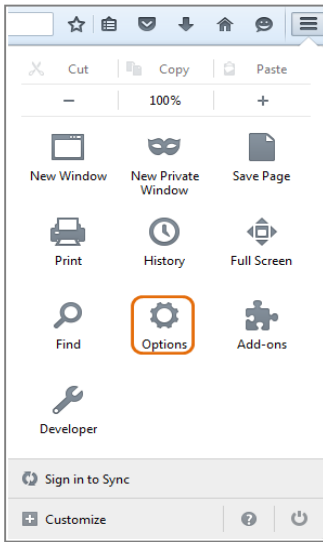 Cut Copy Paste
− 100% +
New Window New Private Window Save Page
Print History Full Screen
Find Options Add-ons
Developer
Sign in to Sync
Customize